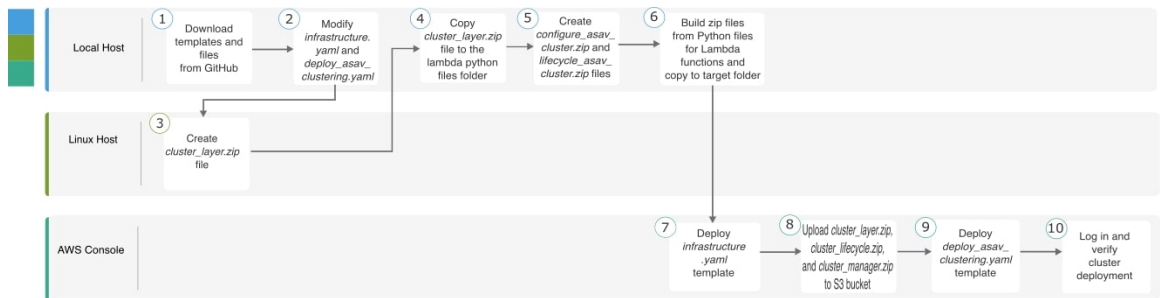 Local Host
1
Download
templates and
files
from GitHub
2
Modify
infrastructure.
yaml and
deploy_asav_
clustering.yaml
4
Copy
cluster_layer.zip
file to the
lambda python
files folder
5
Create
configure_asav_
cluster.zip and
lifecycle_asav_
cluster.zip files
6
Build zip files
from Python files
for Lambda
functions and
copy to target folder
Linux Host
3
Create
cluster_layer.zip
file
AWS Console
7
Deploy
infrastructure
.yaml
template
8
Upload cluster_layer.zip,
cluster_lifecycle.zip,
and cluster_manager.zip
to S3 bucket
9
Deploy
deploy_asav_
clustering.yaml
template
10
Log in and
verify
cluster
deployment